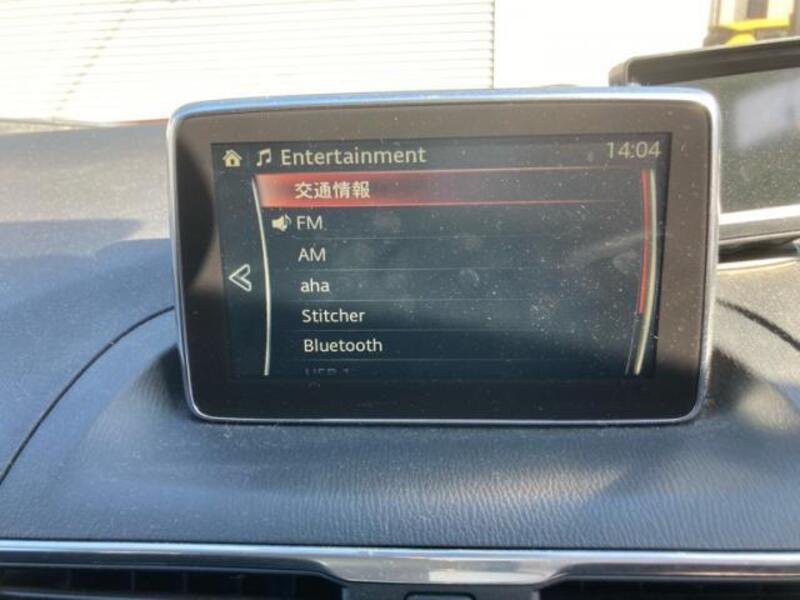 Entertainment 14:04
交通情報
FM
AM
aha
Stitcher
Bluetooth